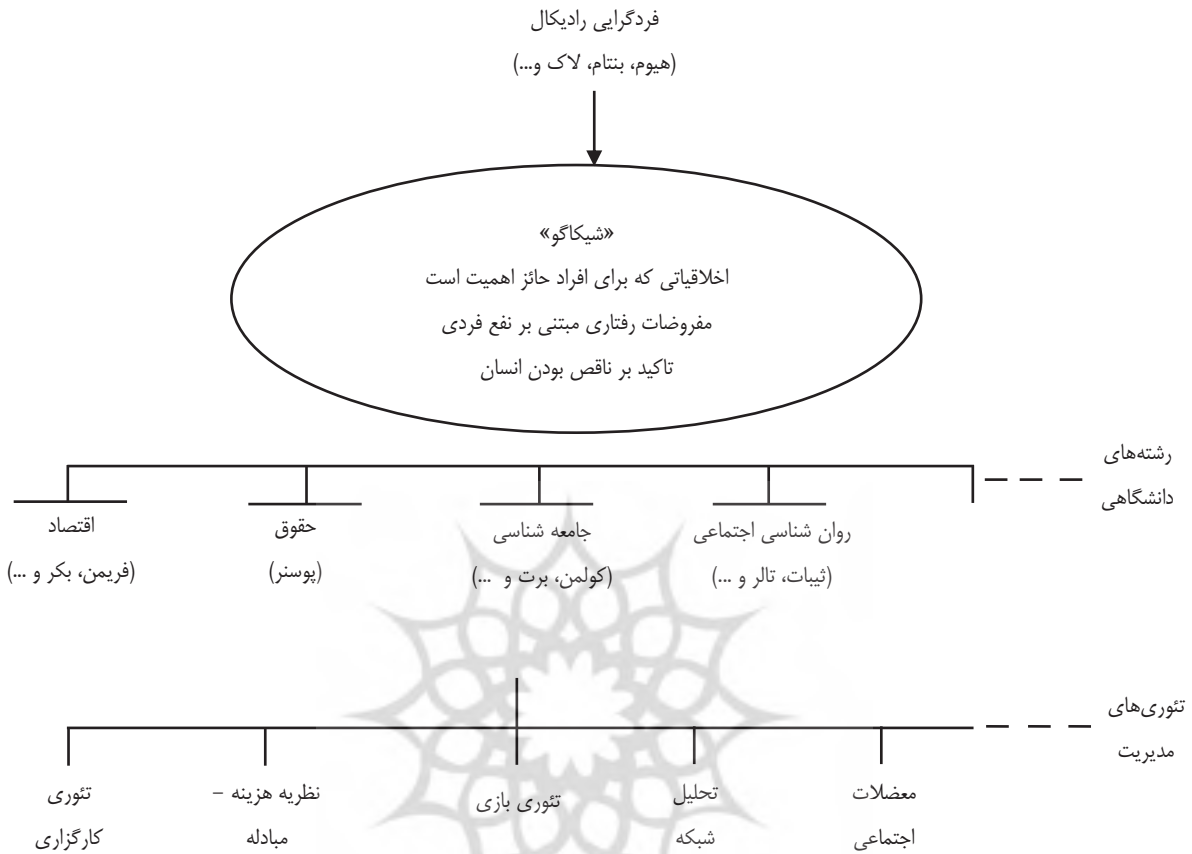 فردگرایی رادیکال
(هیوم، بنتام، لاک و...)
«شیکاگو»
اخلاقیاتی که برای افراد حائز اهمیت است
مفروضات رفتاری مبتنی بر نفع فردی
تاکید بر ناقص بودن انسان
رشته‌های
دانشگاهی
روان شناسی اجتماعی
(ثیبات، تالر و ...)
جامعه شناسی
(کولمن، برت و ...)
حقوق
(پوسنر)
اقتصاد
(فریمن، بکر و ...)
تئوری‌های
مدیریت
معضلات
اجتماعی
تحلیل
شبکه
تئوری بازی
نظریه هزینه –
مبادله
تئوری
کارگزاری